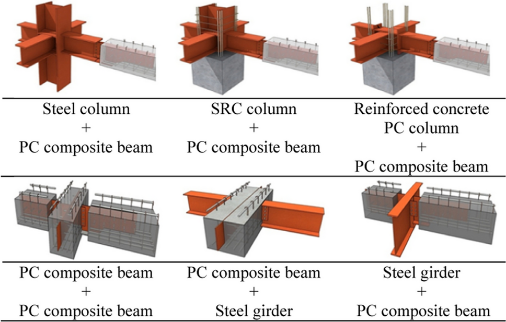 Steel column
+
PC composite beam
SRC column
+
PC composite beam
Reinforced concrete
PC column
+
PC composite beam
PC composite beam
+
PC composite beam
PC composite beam
+
Steel girder
Steel girder
+
PC composite beam